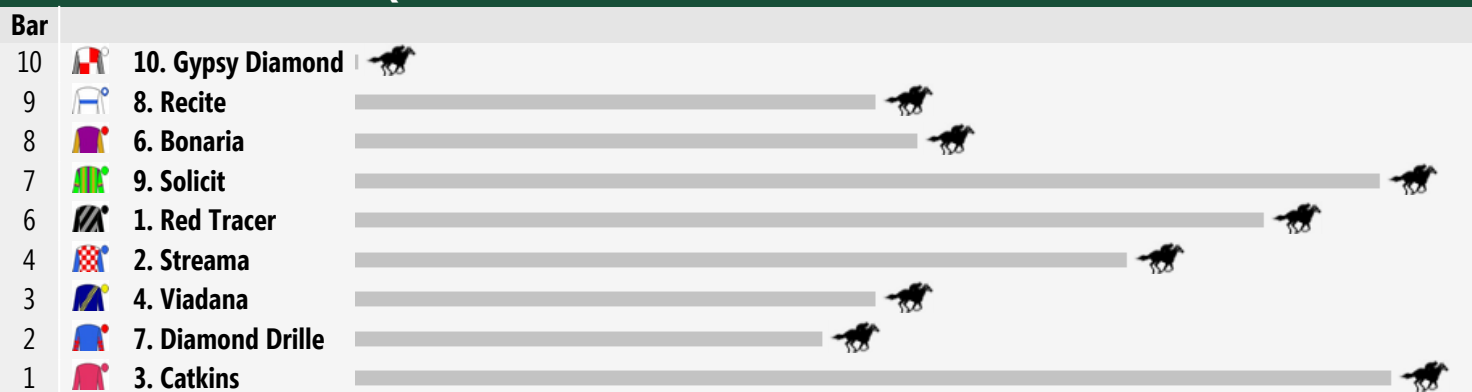 Bar
10 10. Gypsy Diamond
9 8. Recite
8 6. Bonaria
7 9. Solicit
6 1. Red Tracer
4 2. Streama
3 4. Viadana
2 7. Diamond Drille
1 3. Catkins